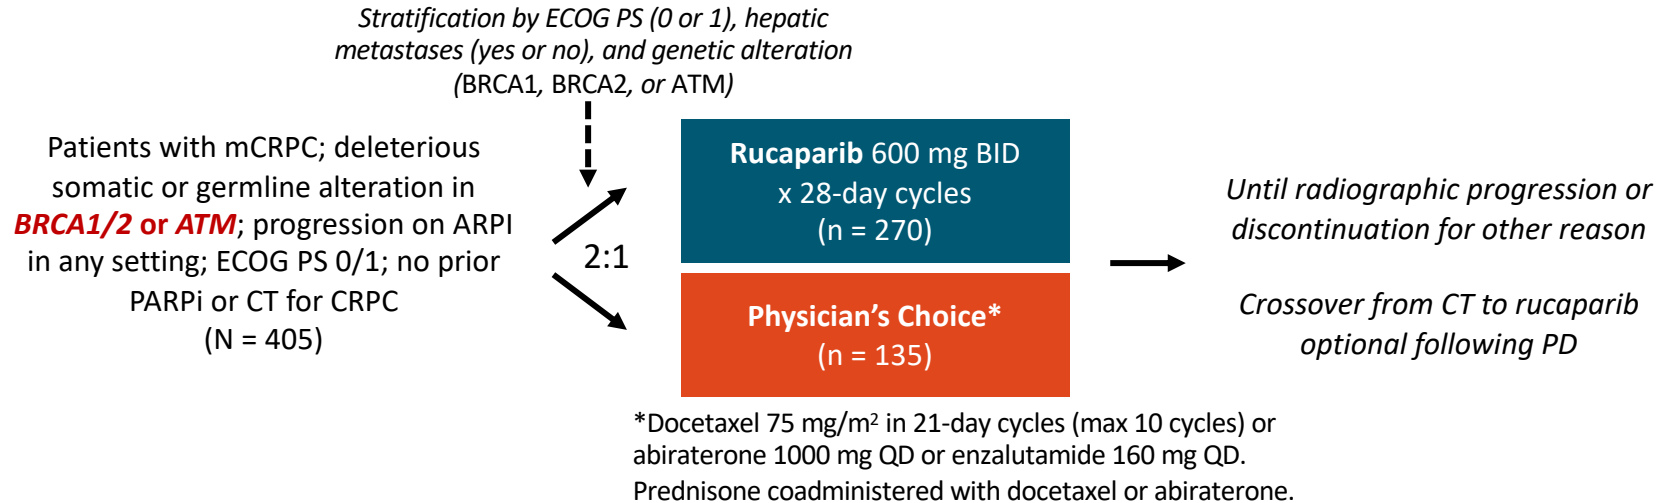 Stratification by ECOG PS (0 or 1), hepatic
metastases (yes or no), and genetic alteration
(BRCA1, BRCA2, or ATM)
Patients with mCRPC; deleterious
somatic or germline alteration in
BRCA1/2 or ATM; progression on ARPI
in any setting; ECOG PS 0/1; no prior
PARPi or CT for CRPC
(N = 405)
2:1
Rucaparib 600 mg BID
x 28-day cycles
(n = 270)
Physician’s Choice*
(n = 135)
Until radiographic progression or
discontinuation for other reason
Crossover from CT to rucaparib
optional following PD
*Docetaxel 75 mg/m² in 21-day cycles (max 10 cycles) or
abiraterone 1000 mg QD or enzalutamide 160 mg QD.
Prednisone coadministered with docetaxel or abiraterone.